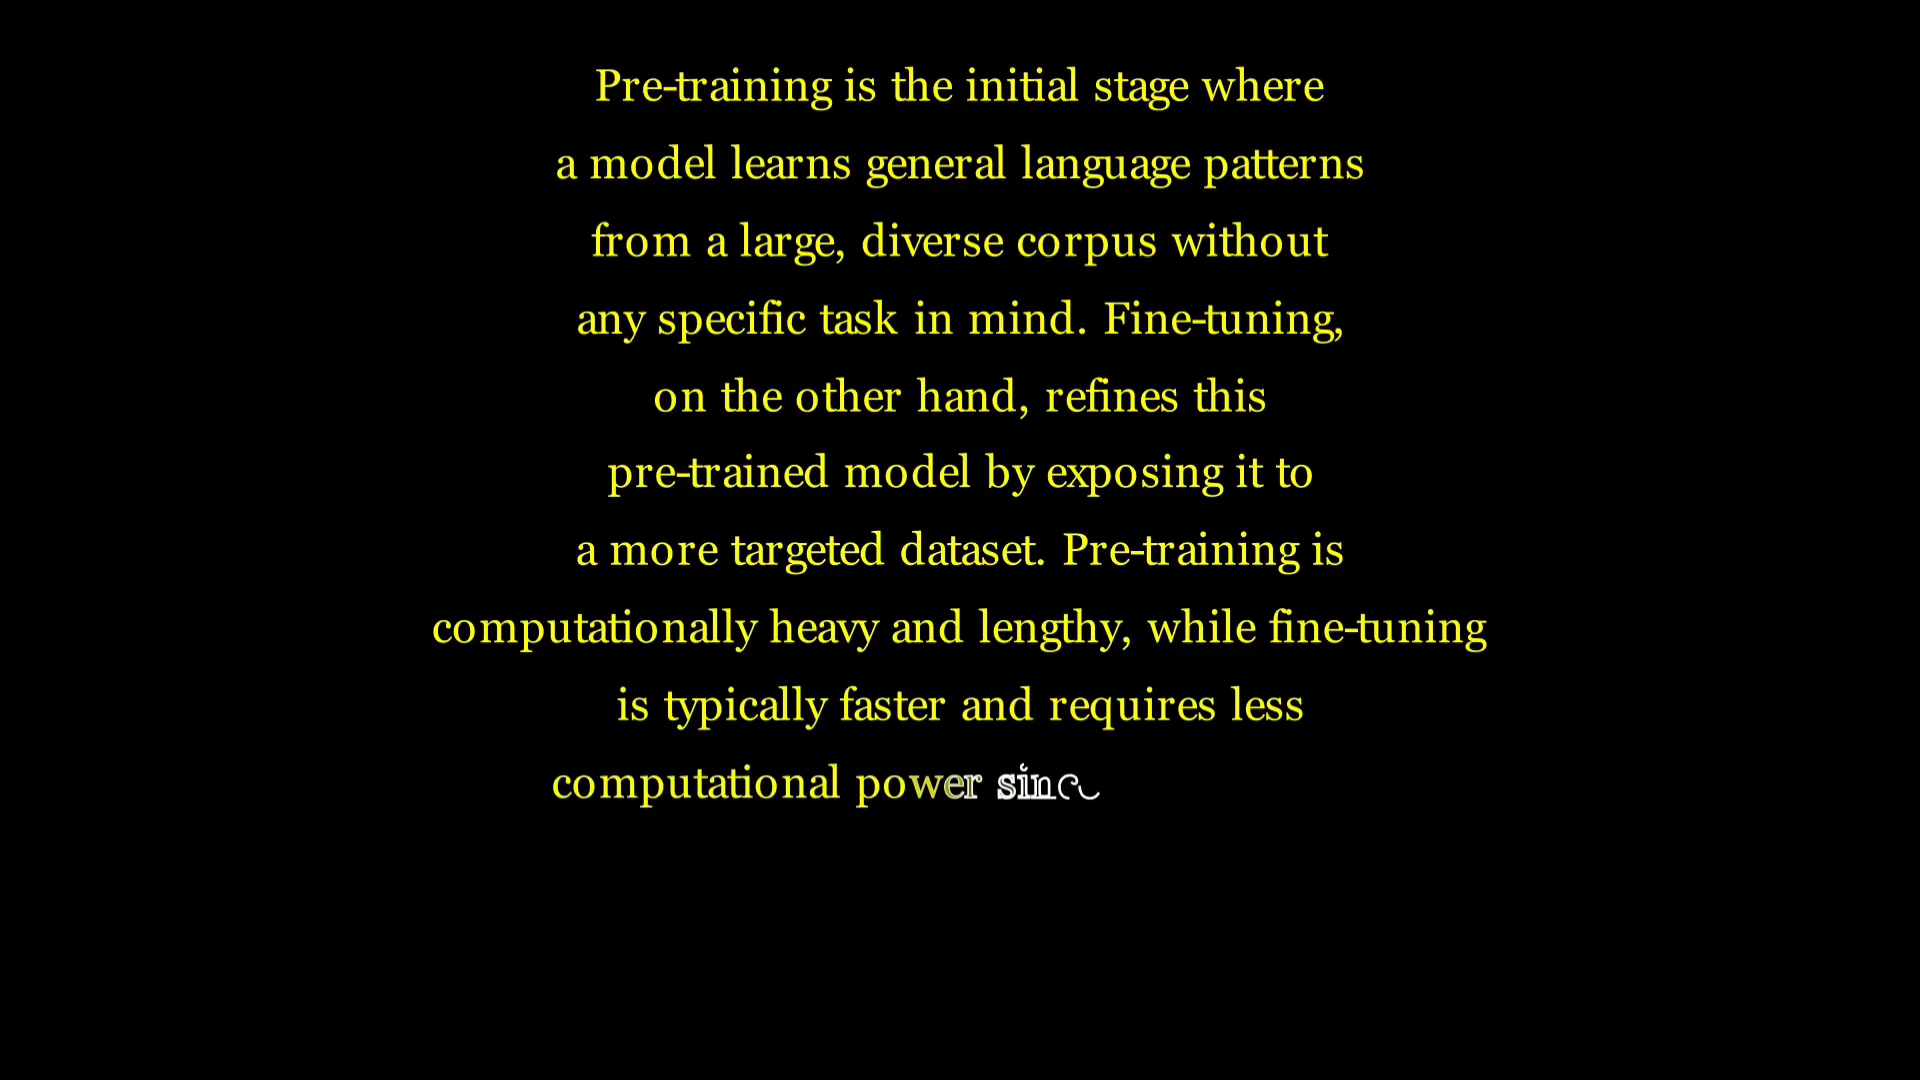 Pre-training is the initial stage where
a model learns general language patterns
from a large, diverse corpus without
any specific task in mind. Fine-tuning,
on the other hand, refines this
pre-trained model by exposing it to
a more targeted dataset. Pre-training is
computationally heavy and lengthy, while fine-tuning
is typically faster and requires less
computational power